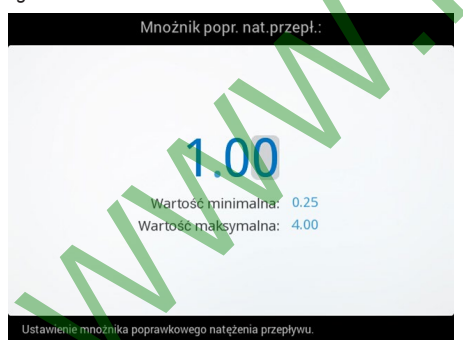 Mnożnik popr. nat.przepł.:
1.00
Wartość minimalna: 0.25
Wartość maksymalna: 4.00
Ustawienie mnożnika poprawkowego natężenia przepływu.
www.